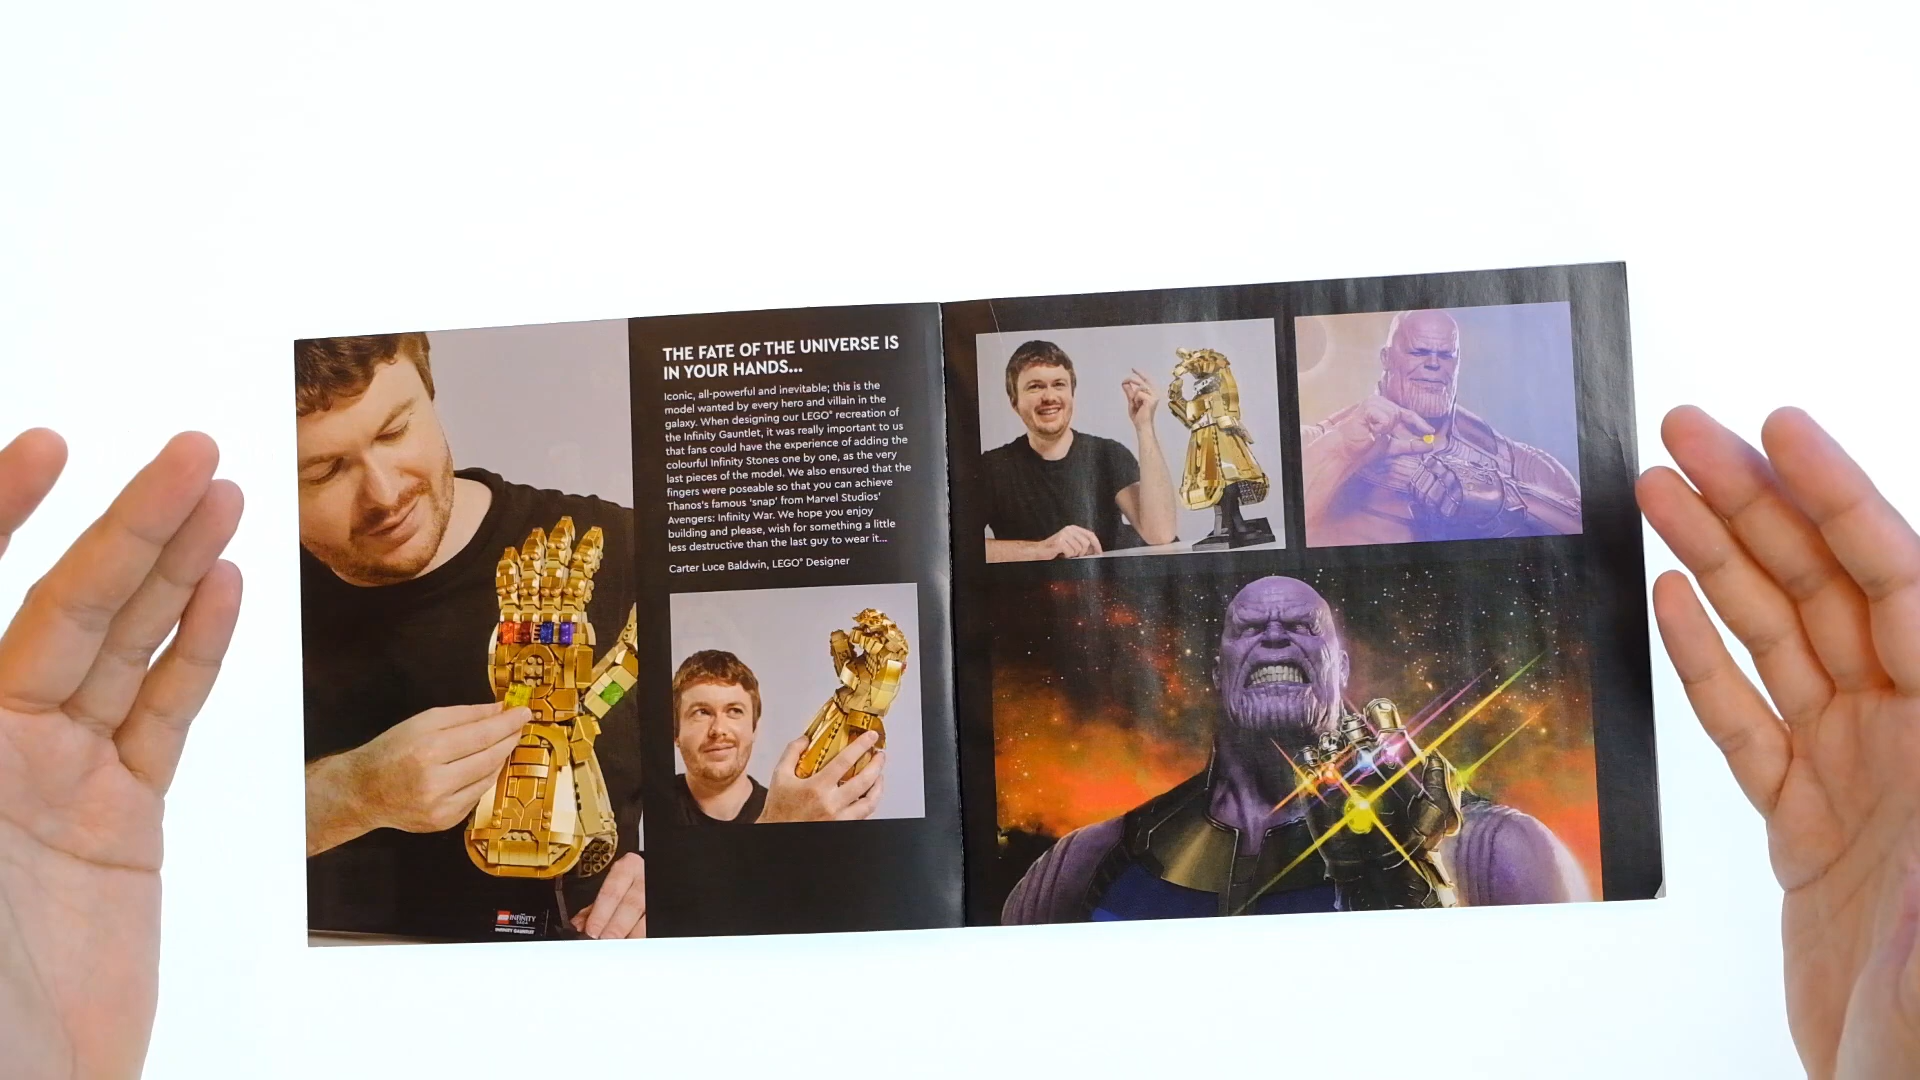 THE FATE OF THE UNIVERSE IS
IN YOUR HANDS...
Iconic, all-powerful and inevitable; this is the
model wanted by every hero and villain in the
galaxy. When designing our LEGO® recreation of
the Infinity Gauntlet, it was really important to us
that fans could have the experience of adding the
colourful Infinity Stones one by one, as the very
last pieces of the model. We also ensured that the
fingers were poseable so that you can achieve
Thanos's famous 'snap' from Marvel Studios'
Avengers: Infinity War. We hope you enjoy
building and please, wish for something a little
less destructive than the last guy to wear it...
Carter Luce Baldwin, LEGO® Designer
LEGO
INFINITY
SAGA
INFINITY GAUNTLET